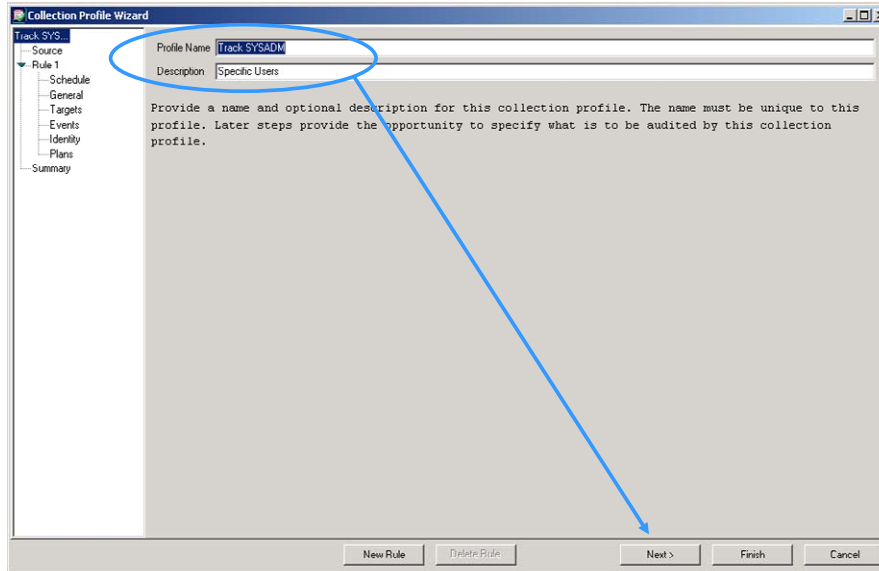 Collection Profile Wizard
Track SYS...
Source
Rule 1
Schedule
General
Targets
Events
Identity
Plans
Summary
Profile Name Track SYSADM
Description Specific Users
Provide a name and optional description for this collection profile. The name must be unique to this
profile. Later steps provide the opportunity to specify what is to be audited by this collection
profile.
New Rule Delete Rule Next > Finish Cancel